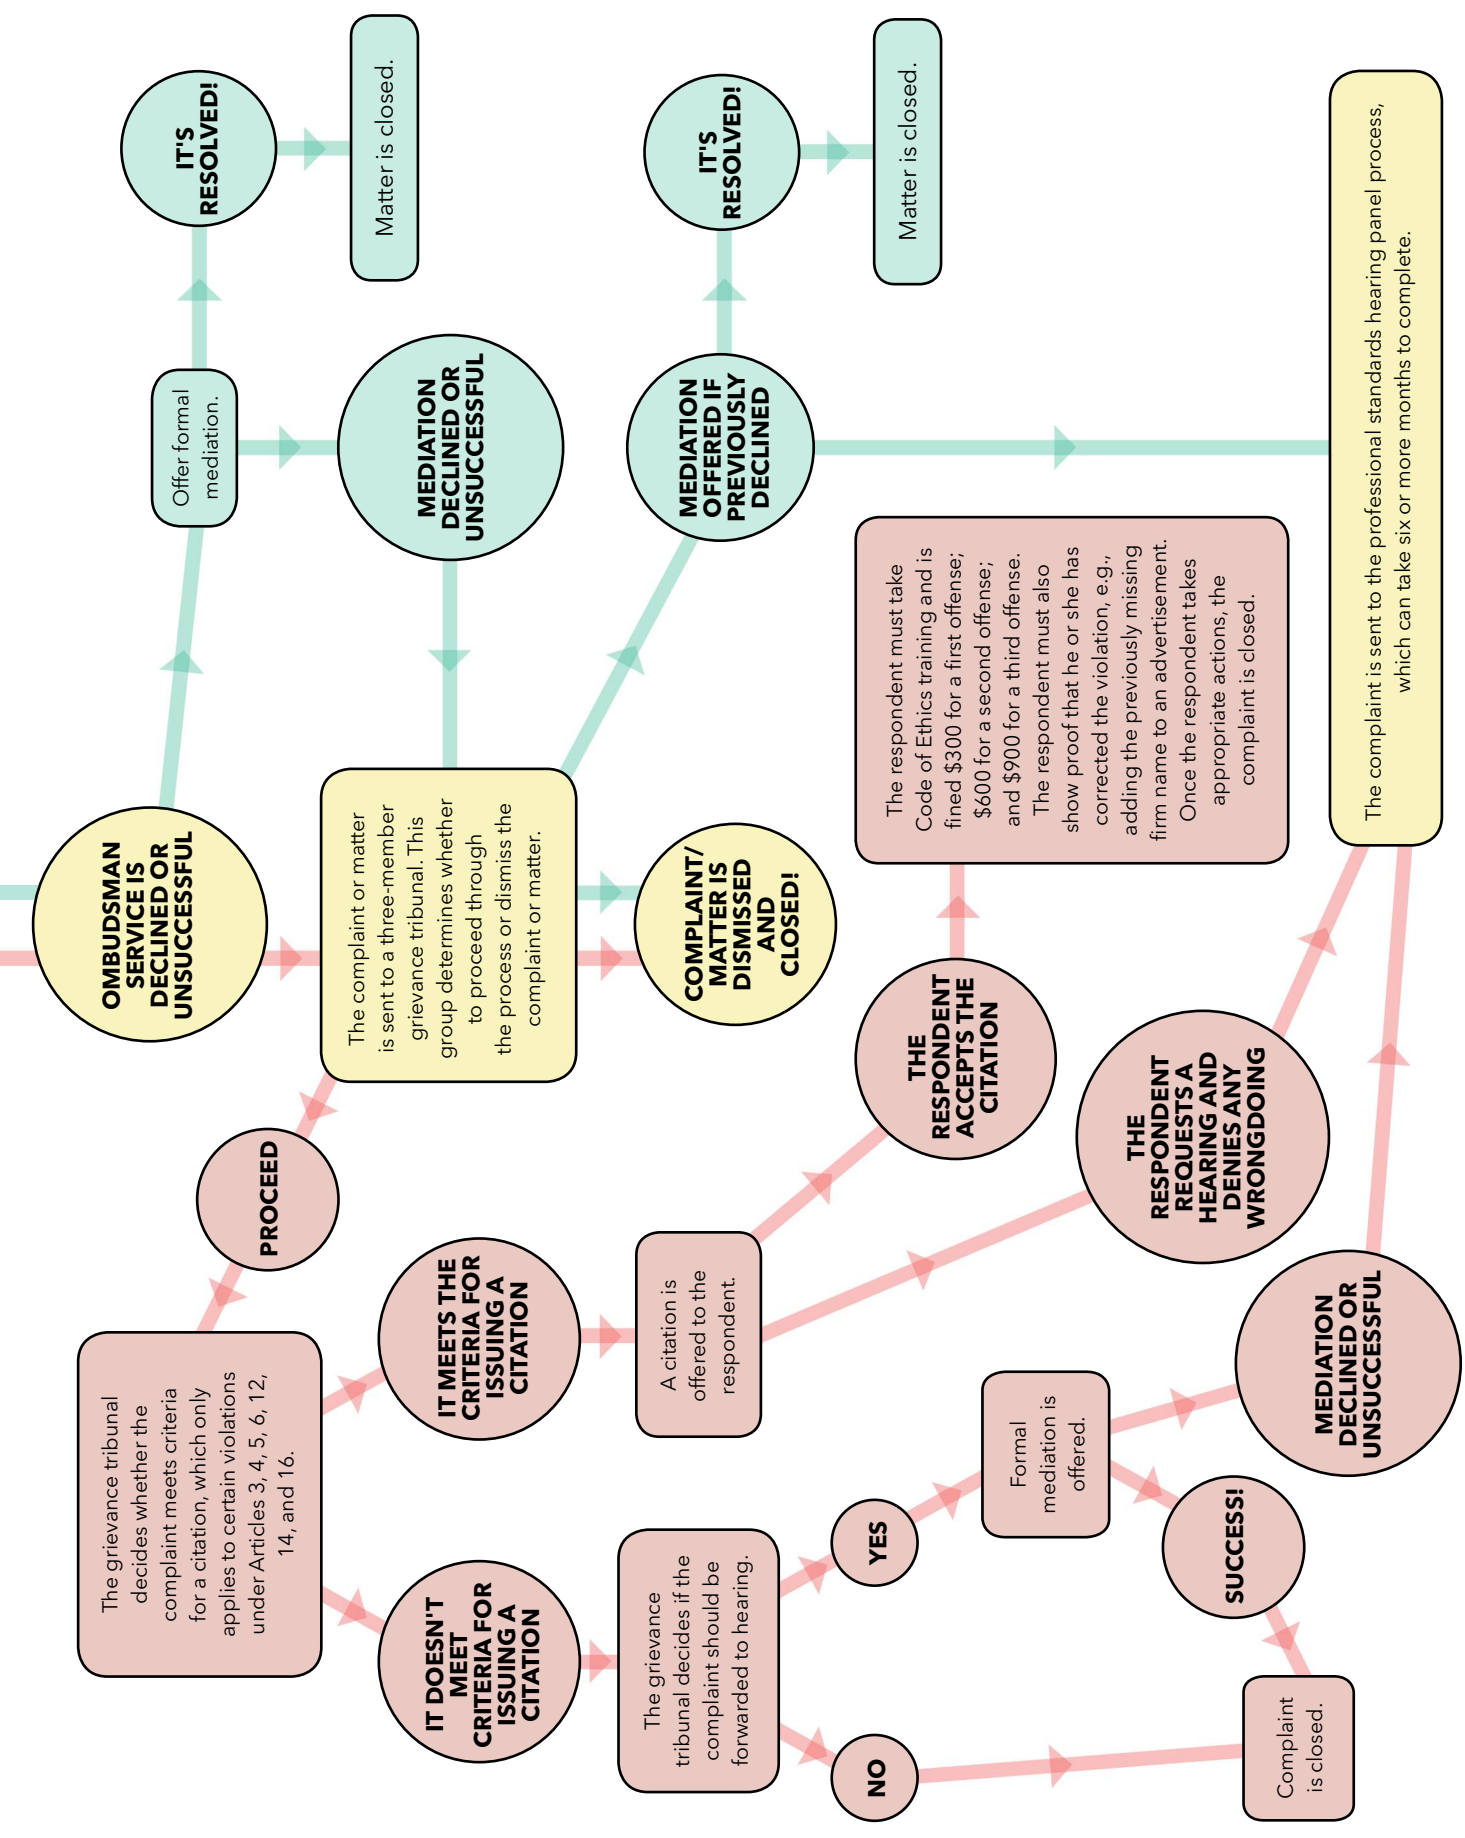 OMBUDSMAN
SERVICE IS
DECLINED OR
UNSUCCESSFUL
Offer formal
mediation.
IT'S
RESOLVED!
Matter is closed.
MEDIATION
DECLINED OR
UNSUCCESSFUL
The complaint or matter
is sent to a three-member
grievance tribunal. This
group determines whether
to proceed through
the process or dismiss the
complaint or matter.
PROCEED
The grievance tribunal
decides whether the
complaint meets criteria
for a citation, which only
applies to certain violations
under Articles 3, 4, 5, 6, 12,
14, and 16.
COMPLAINT/
MATTER IS
DISMISSED
AND
CLOSED!
MEDIATION
OFFERED IF
PREVIOUSLY
DECLINED
IT'S
RESOLVED!
Matter is closed.
IT DOESN'T
MEET
CRITERIA FOR
ISSUING A
CITATION
IT MEETS THE
CRITERIA FOR
ISSUING A
CITATION
The grievance
tribunal decides if the
complaint should be
forwarded to hearing.
A citation is
offered to the
respondent.
THE
RESPONDENT
ACCEPTS THE
CITATION
The respondent must take
Code of Ethics training and is
fined $300 for a first offense;
$600 for a second offense;
and $900 for a third offense.
The respondent must also
show proof that he or she has
corrected the violation, e.g.,
adding the previously missing
firm name to an advertisement.
Once the respondent takes
appropriate actions, the
complaint is closed.
NO
YES
Formal
mediation is
offered.
THE
RESPONDENT
REQUESTS A
HEARING AND
DENIES ANY
WRONGDOING
SUCCESS!
MEDIATION
DECLINED OR
UNSUCCESSFUL
Complaint
is closed.
The complaint is sent to the professional standards hearing panel process,
which can take six or more months to complete.